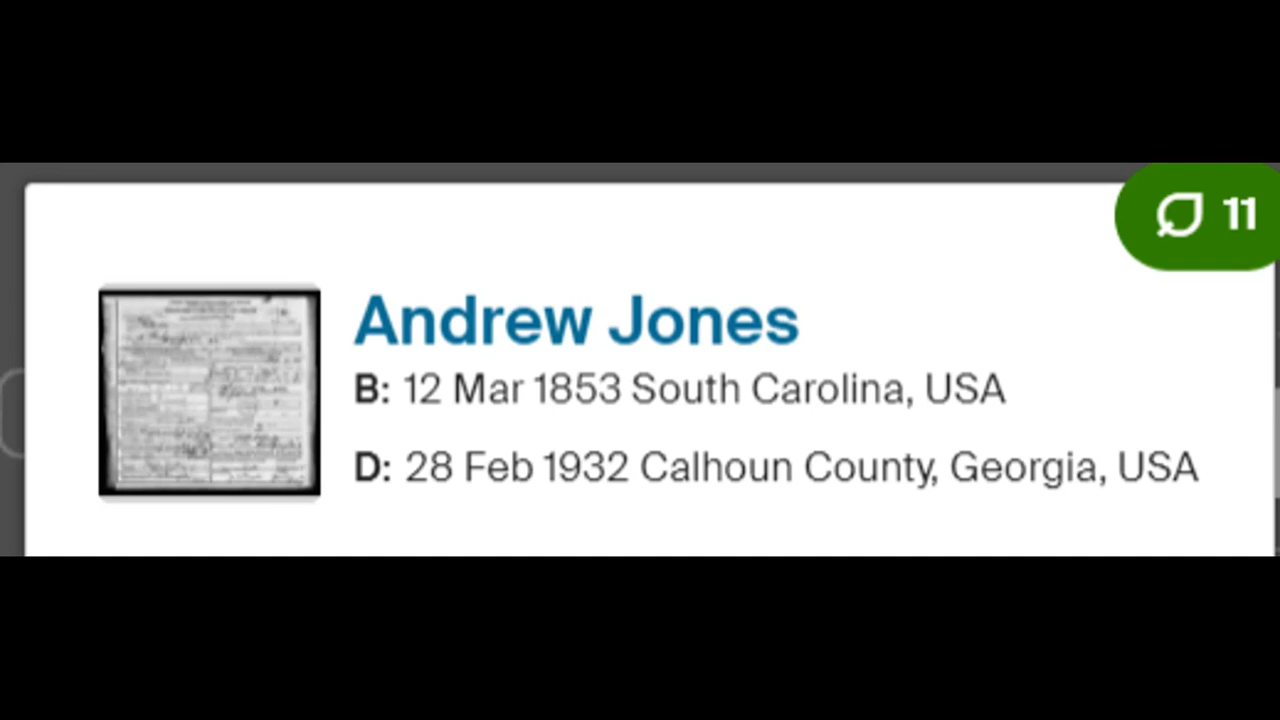 11
Andrew Jones
B: 12 Mar 1853 South Carolina, USA
D: 28 Feb 1932 Calhoun County, Georgia, USA